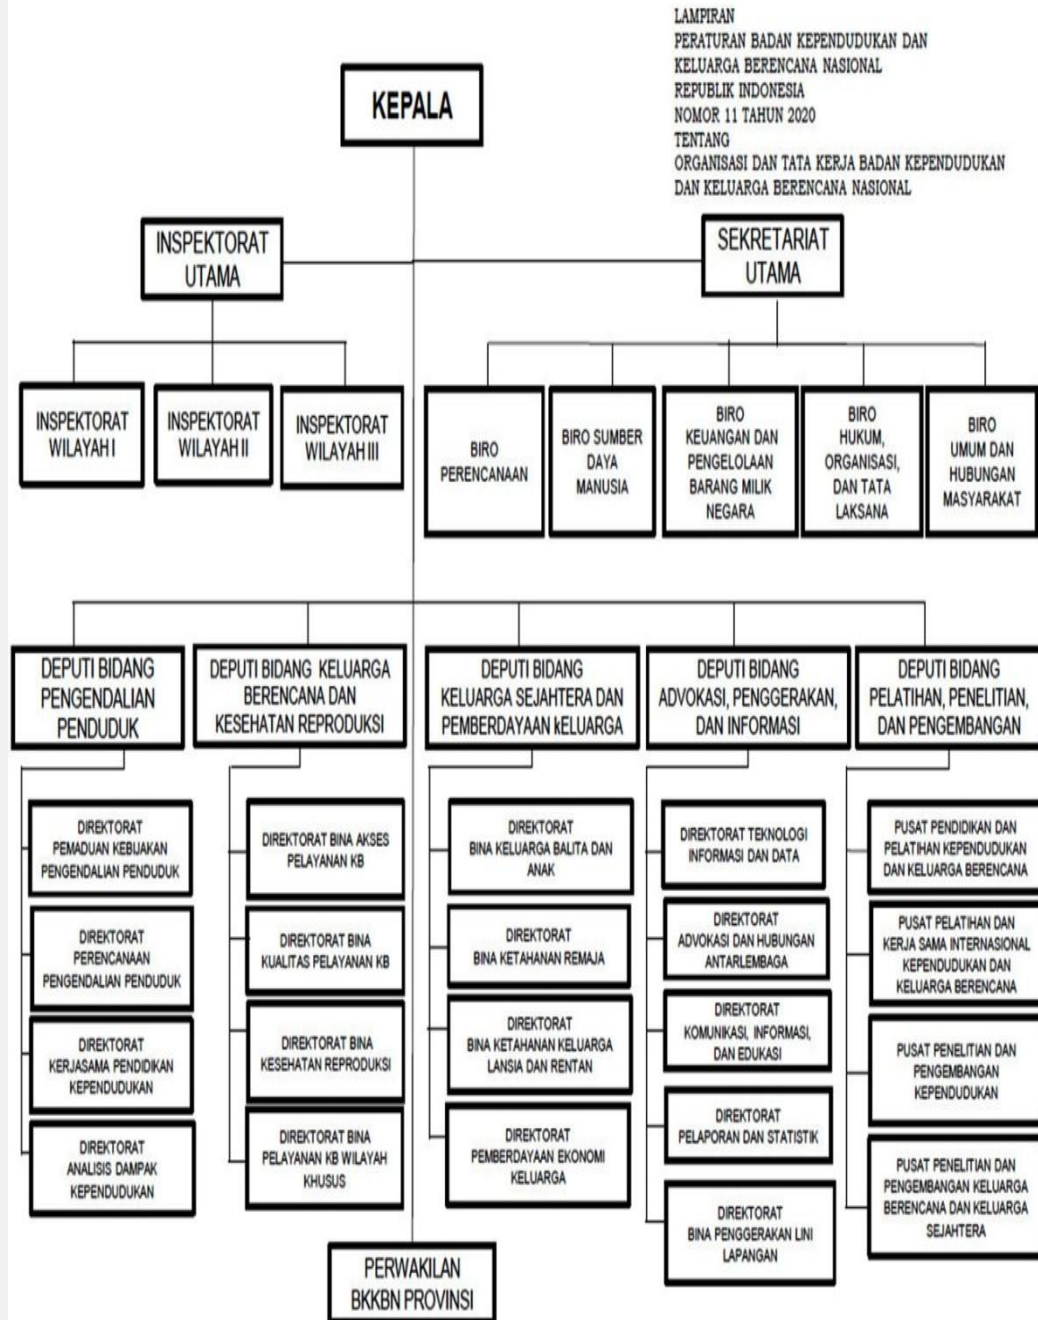 LAMPIRAN
PERATURAN BADAN KEPENDUDUKAN DAN
KELUARGA BERENCANA NASIONAL
REPUBLIK INDONESIA
NOMOR 11 TAHUN 2020
TENTANG
ORGANISASI DAN TATA KERJA BADAN KEPENDUDUKAN
DAN KELUARGA BERENCANA NASIONAL
KEPALA
INSPEKTORAT
UTAMA
SEKRETARIAT
UTAMA
INSPEKTORAT
WILAYAH I
INSPEKTORAT
WILAYAH II
INSPEKTORAT
WILAYAH III
BIRO
PERENCANAAN
BIRO SUMBER
DAYA
MANUSIA
BIRO
KEUANGAN DAN
PENGELOLAAN
BARANG MILIK
NEGARA
BIRO
HUKUM,
ORGANISASI,
DAN TATA
LAKSANA
BIRO
UMUM DAN
HUBUNGAN
MASYARAKAT
DEPUTI BIDANG
PENGENDALIAN
PENDUDUK
DEPUTI BIDANG KELUARGA
BERENCANA DAN
KESEHATAN REPRODUKSI
DEPUTI BIDANG
KELUARGA SEJAHTERA DAN
PEMBERDAYAAN kELUARGA
DEPUTI BIDANG
ADVOKASI, PENGGERAKAN,
DAN INFORMASI
DEPUTI BIDANG
PELATIHAN, PENELITIAN,
DAN PENGEMBANGAN
DIREKTORAT
PEMADUAN KEBIJAKAN
PENGENDALIAN PENDUDUK
DIREKTORAT
PERENCANAAN
PENGENDALIAN PENDUDUK
DIREKTORAT
KERJASAMA PENDIDIKAN
KEPENDUDUKAN
DIREKTORAT
ANALISIS DAMPAK
KEPENDUDUKAN
DIREKTORAT BINA AKSES
PELAYANAN KB
DIREKTORAT BINA
KUALITAS PELAYANAN KB
DIREKTORAT BINA
KESEHATAN REPRODUKSI
DIREKTORAT BINA
PELAYANAN KB WILAYAH
KHUSUS
DIREKTORAT
BINA KELUARGA BALITA DAN
ANAK
DIREKTORAT
BINA KETAHANAN REMAJA
DIREKTORAT
BINA KETAHANAN KELUARGA
LANSIA DAN RENTAN
DIREKTORAT
PEMBERDAYAAN EKONOMI
KELUARGA
DIREKTORAT TEKNOLOGI
INFORMASI DAN DATA
DIREKTORAT
ADVOKASI DAN HUBUNGAN
ANTARLEMBAGA
DIREKTORAT
KOMUNIKASI, INFORMASI,
DAN EDUKASI
DIREKTORAT
PELAPORAN DAN STATISTIK
DIREKTORAT
BINA PENGGERAKAN LINI
LAPANGAN
PUSAT PENDIDIKAN DAN
PELATIHAN KEPENDUDUKAN
DAN KELUARGA BERENCANA
PUSAT PELATIHAN DAN
KERJA SAMA INTERNASIONAL
KEPENDUDUKAN DAN
KELUARGA BERENCANA
PUSAT PENELITIAN DAN
PENGEMBANGAN
KEPENDUDUKAN
PUSAT PENELITIAN DAN
PENGEMBANGAN KELUARGA
BERENCANA DAN KELUARGA
SEJAHTERA
PERWAKILAN
BKKBN PROVINSI